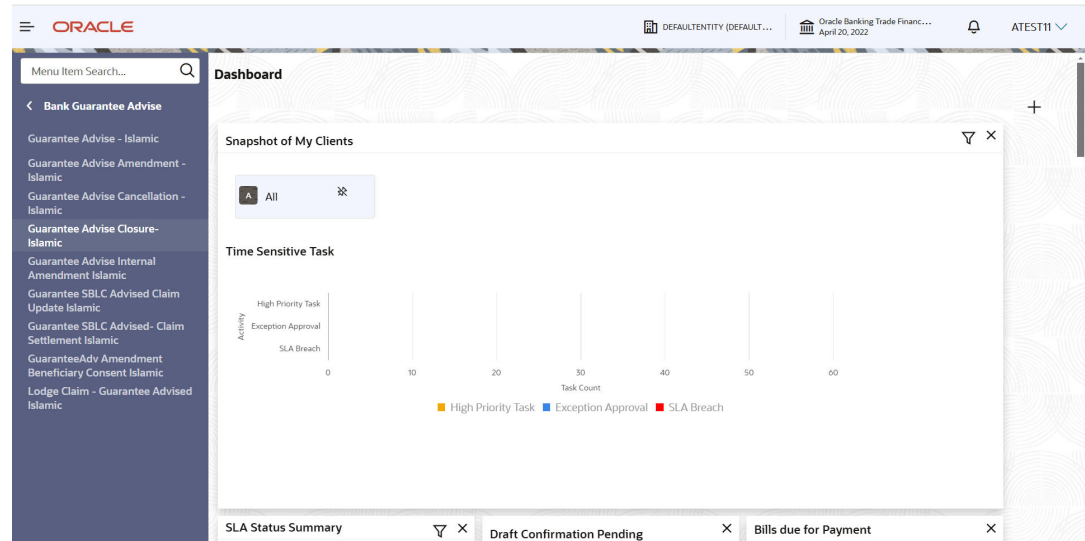 ORACLE
DEFAULTENTITY (DEFAULT...
Oracle Banking Trade Financ...
April 20, 2022
ATEST11
Menu Item Search...
Bank Guarantee Advise
Guarantee Advise - Islamic
Guarantee Advise Amendment -
Islamic
Guarantee Advise Cancellation -
Islamic
Guarantee Advise Closure-
Islamic
Guarantee Advise Internal
Amendment Islamic
Guarantee SBLC Advised Claim
Update Islamic
Guarantee SBLC Advised- Claim
Settlement Islamic
GuaranteeAdv Amendment
Beneficiary Consent Islamic
Lodge Claim - Guarantee Advised
Islamic
Dashboard
Snapshot of My Clients
A All
Time Sensitive Task
Activity
High Priority Task
Exception Approval
SLA Breach
0 10 20 30 40 50 60
Task Count
High Priority Task Exception Approval SLA Breach
SLA Status Summary
Draft Confirmation Pending
Bills due for Payment